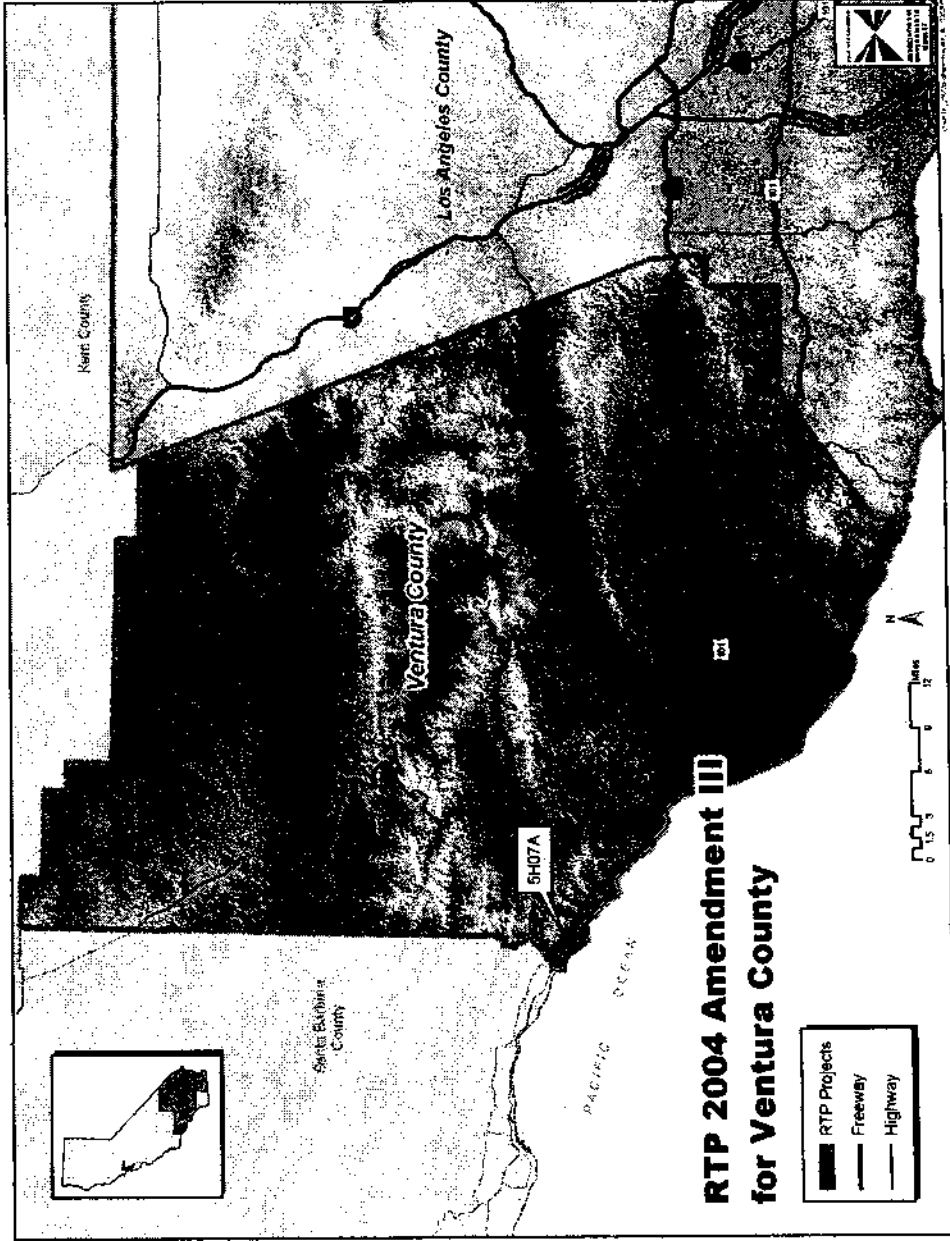 Kern County
Los Angeles County
Ventura County
Santa Barbara
County
5H07A
101
101
PACIFIC OCEAN
RTP 2004 Amendment III
for Ventura County
RTP Projects
Freeway
Highway
N
Miles
0 1.5 3 6 9 12